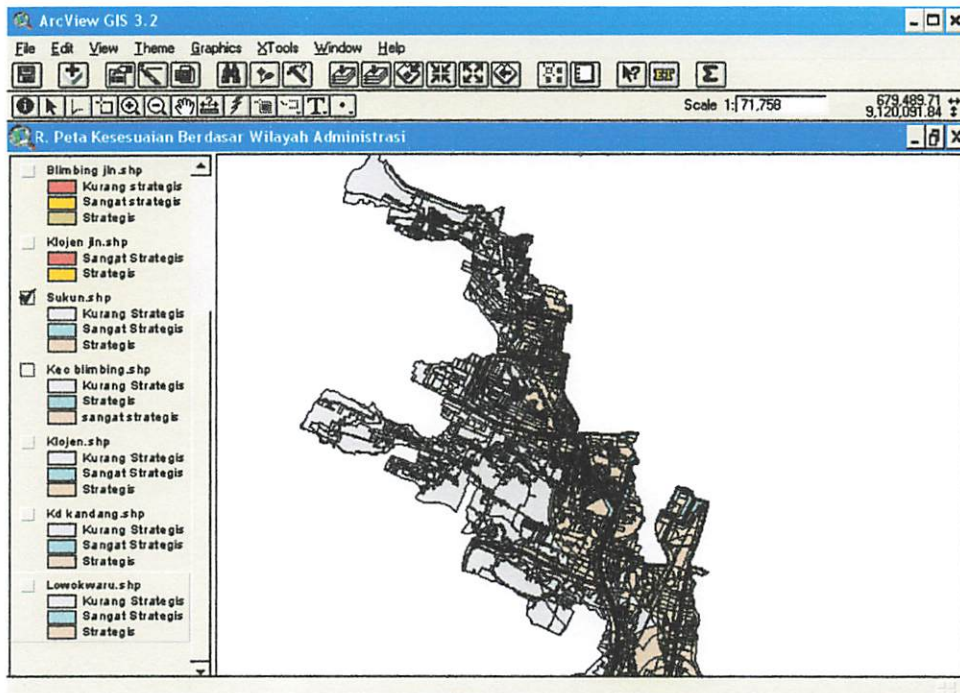 ArcView GIS 3.2
File Edit View Theme Graphics XTools Window Help
Scale 1: 71,758
679,489.71
9,120,091.84
R. Peta Kesesuaian Berdasar Wilayah Administrasi
Blimbing jln.shp
Kurang strategis
Sangat strategis
Strategis
Klojen jln.shp
Sangat Strategis
Strategis
Sukun.shp
Kurang Strategis
Sangat Strategis
Strategis
Kec blimbing.shp
Kurang Strategis
Strategis
sangat strategis
Klojen.shp
Kurang Strategis
Sangat Strategis
Strategis
Kd kandang.shp
Kurang Strategis
Sangat Strategis
Strategis
Lowokwaru.shp
Kurang Strategis
Sangat Strategis
Strategis